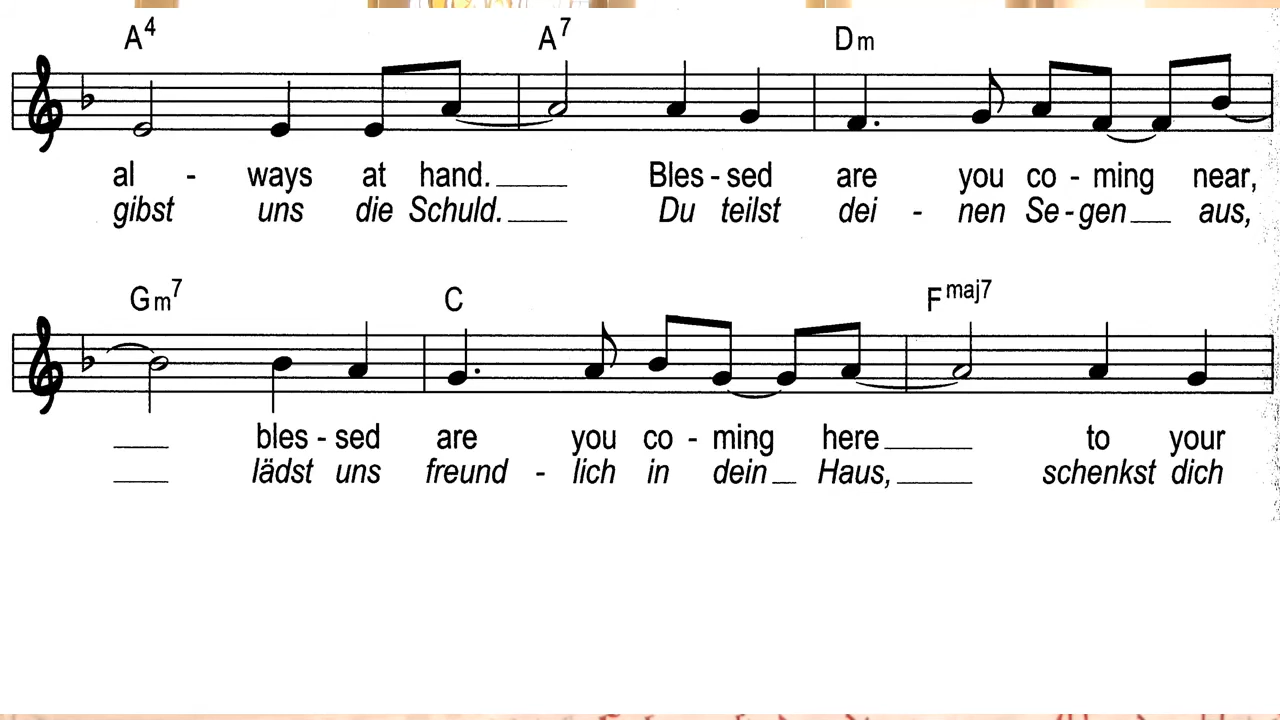 A4 A7 Dm
al - ways at hand. Bles - sed are you co - ming near,
gibst uns die Schuld. Du teilst dei - nen Se - gen aus,
Gm7 C Fmaj7
bles - sed are you co - ming here to your
lädst uns freund - lich in dein Haus, schenkst dich